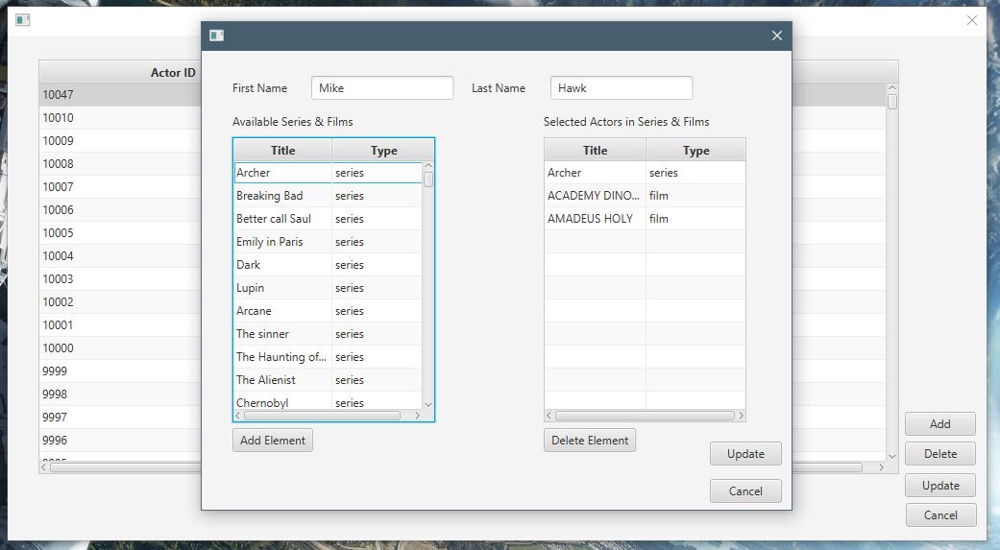 Actor ID
10047
10010
10009
10008
10007
10006
10005
10004
10003
10002
10001
10000
9999
9998
9997
9996
First Name Mike Last Name Hawk
Available Series & Films Selected Actors in Series & Films
Title Type Title Type
Archer series Archer series
Breaking Bad series ACADEMY DINO... film
Better call Saul series AMADEUS HOLY film
Emily in Paris series
Dark series
Lupin series
Arcane series
The sinner series
The Haunting of... series
The Alienist series
Chernobyl series
Add Element Delete Element
Update
Cancel
Add
Delete
Update
Cancel